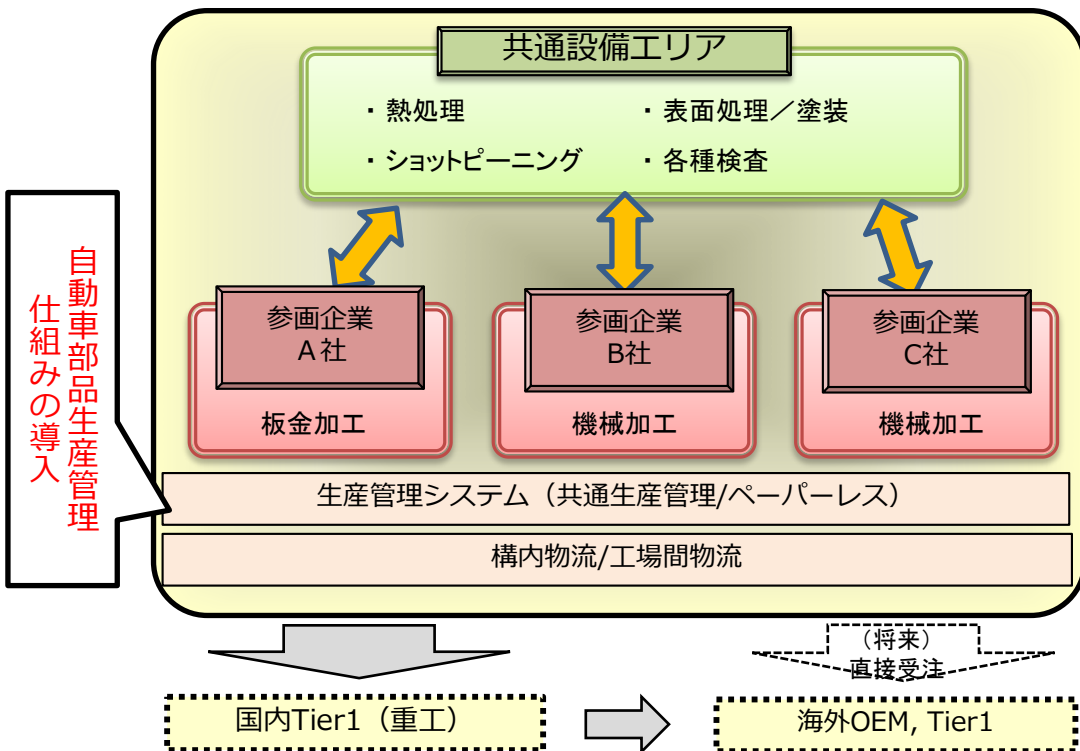 共通設備エリア
・ 熱処理
・ 表面処理／塗装
・ ショットピーニング
・ 各種検査
自動車部品生産管理
仕組みの導入
参画企業
A社
板金加工
参画企業
B社
機械加工
参画企業
C社
機械加工
生産管理システム（共通生産管理/ペーパーレス）
構内物流/工場間物流
（将来）
直接受注
国内Tier1（重工）
海外OEM, Tier1